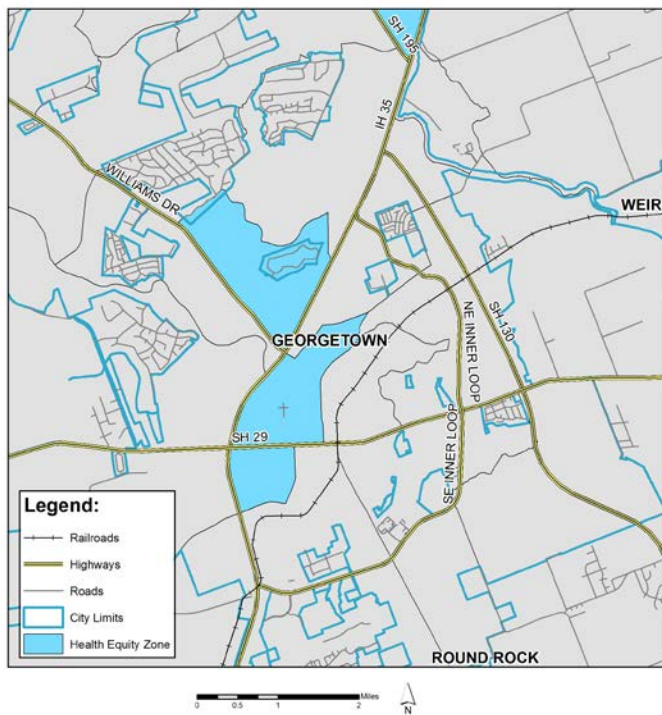 SH 195
IH 35
WILLIAMS DR
WEIR
SH 130
GEORGETOWN
NE INNER LOOP
SH 29
SE INNER LOOP
Legend:
Railroads
Highways
Roads
City Limits
Health Equity Zone
ROUND ROCK
Miles
0 0.5 1 2
N